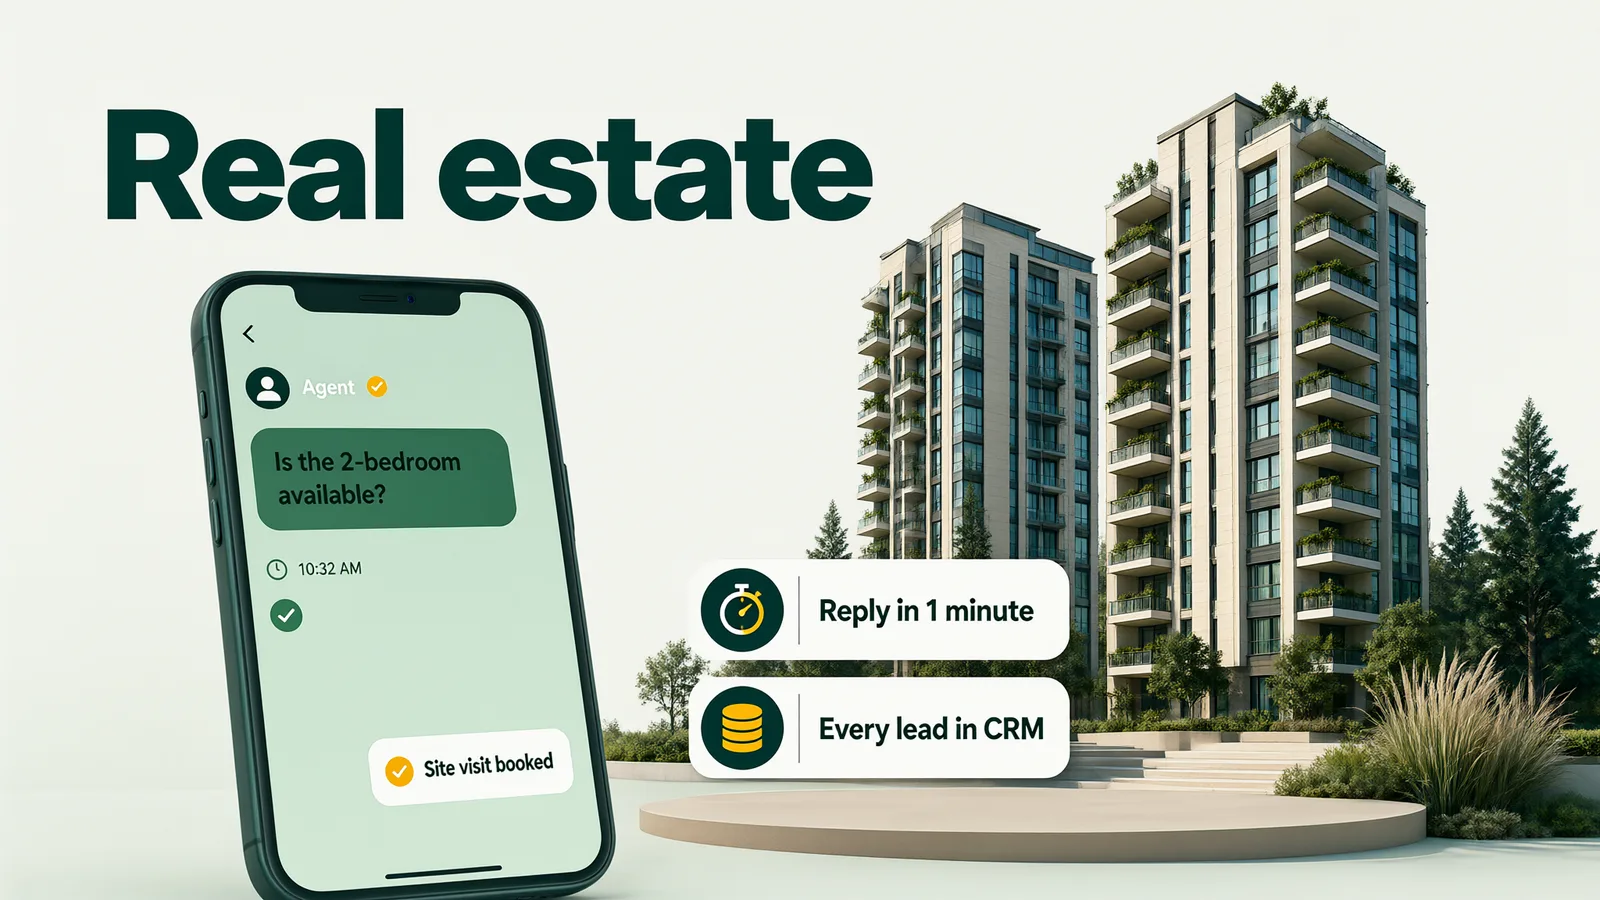 Real estate
Agent
Is the 2-bedroom
available?
10:32 AM
Site visit booked
Reply in 1 minute
Every lead in CRM